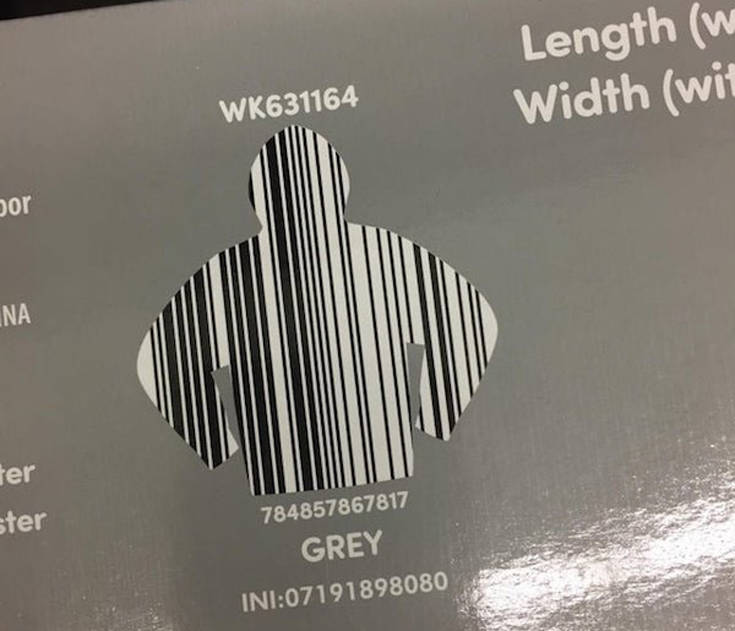 Length (w
Width (wit
WK631164
oor
INA
ter
ster
784857867817
GREY
INI:07191898080